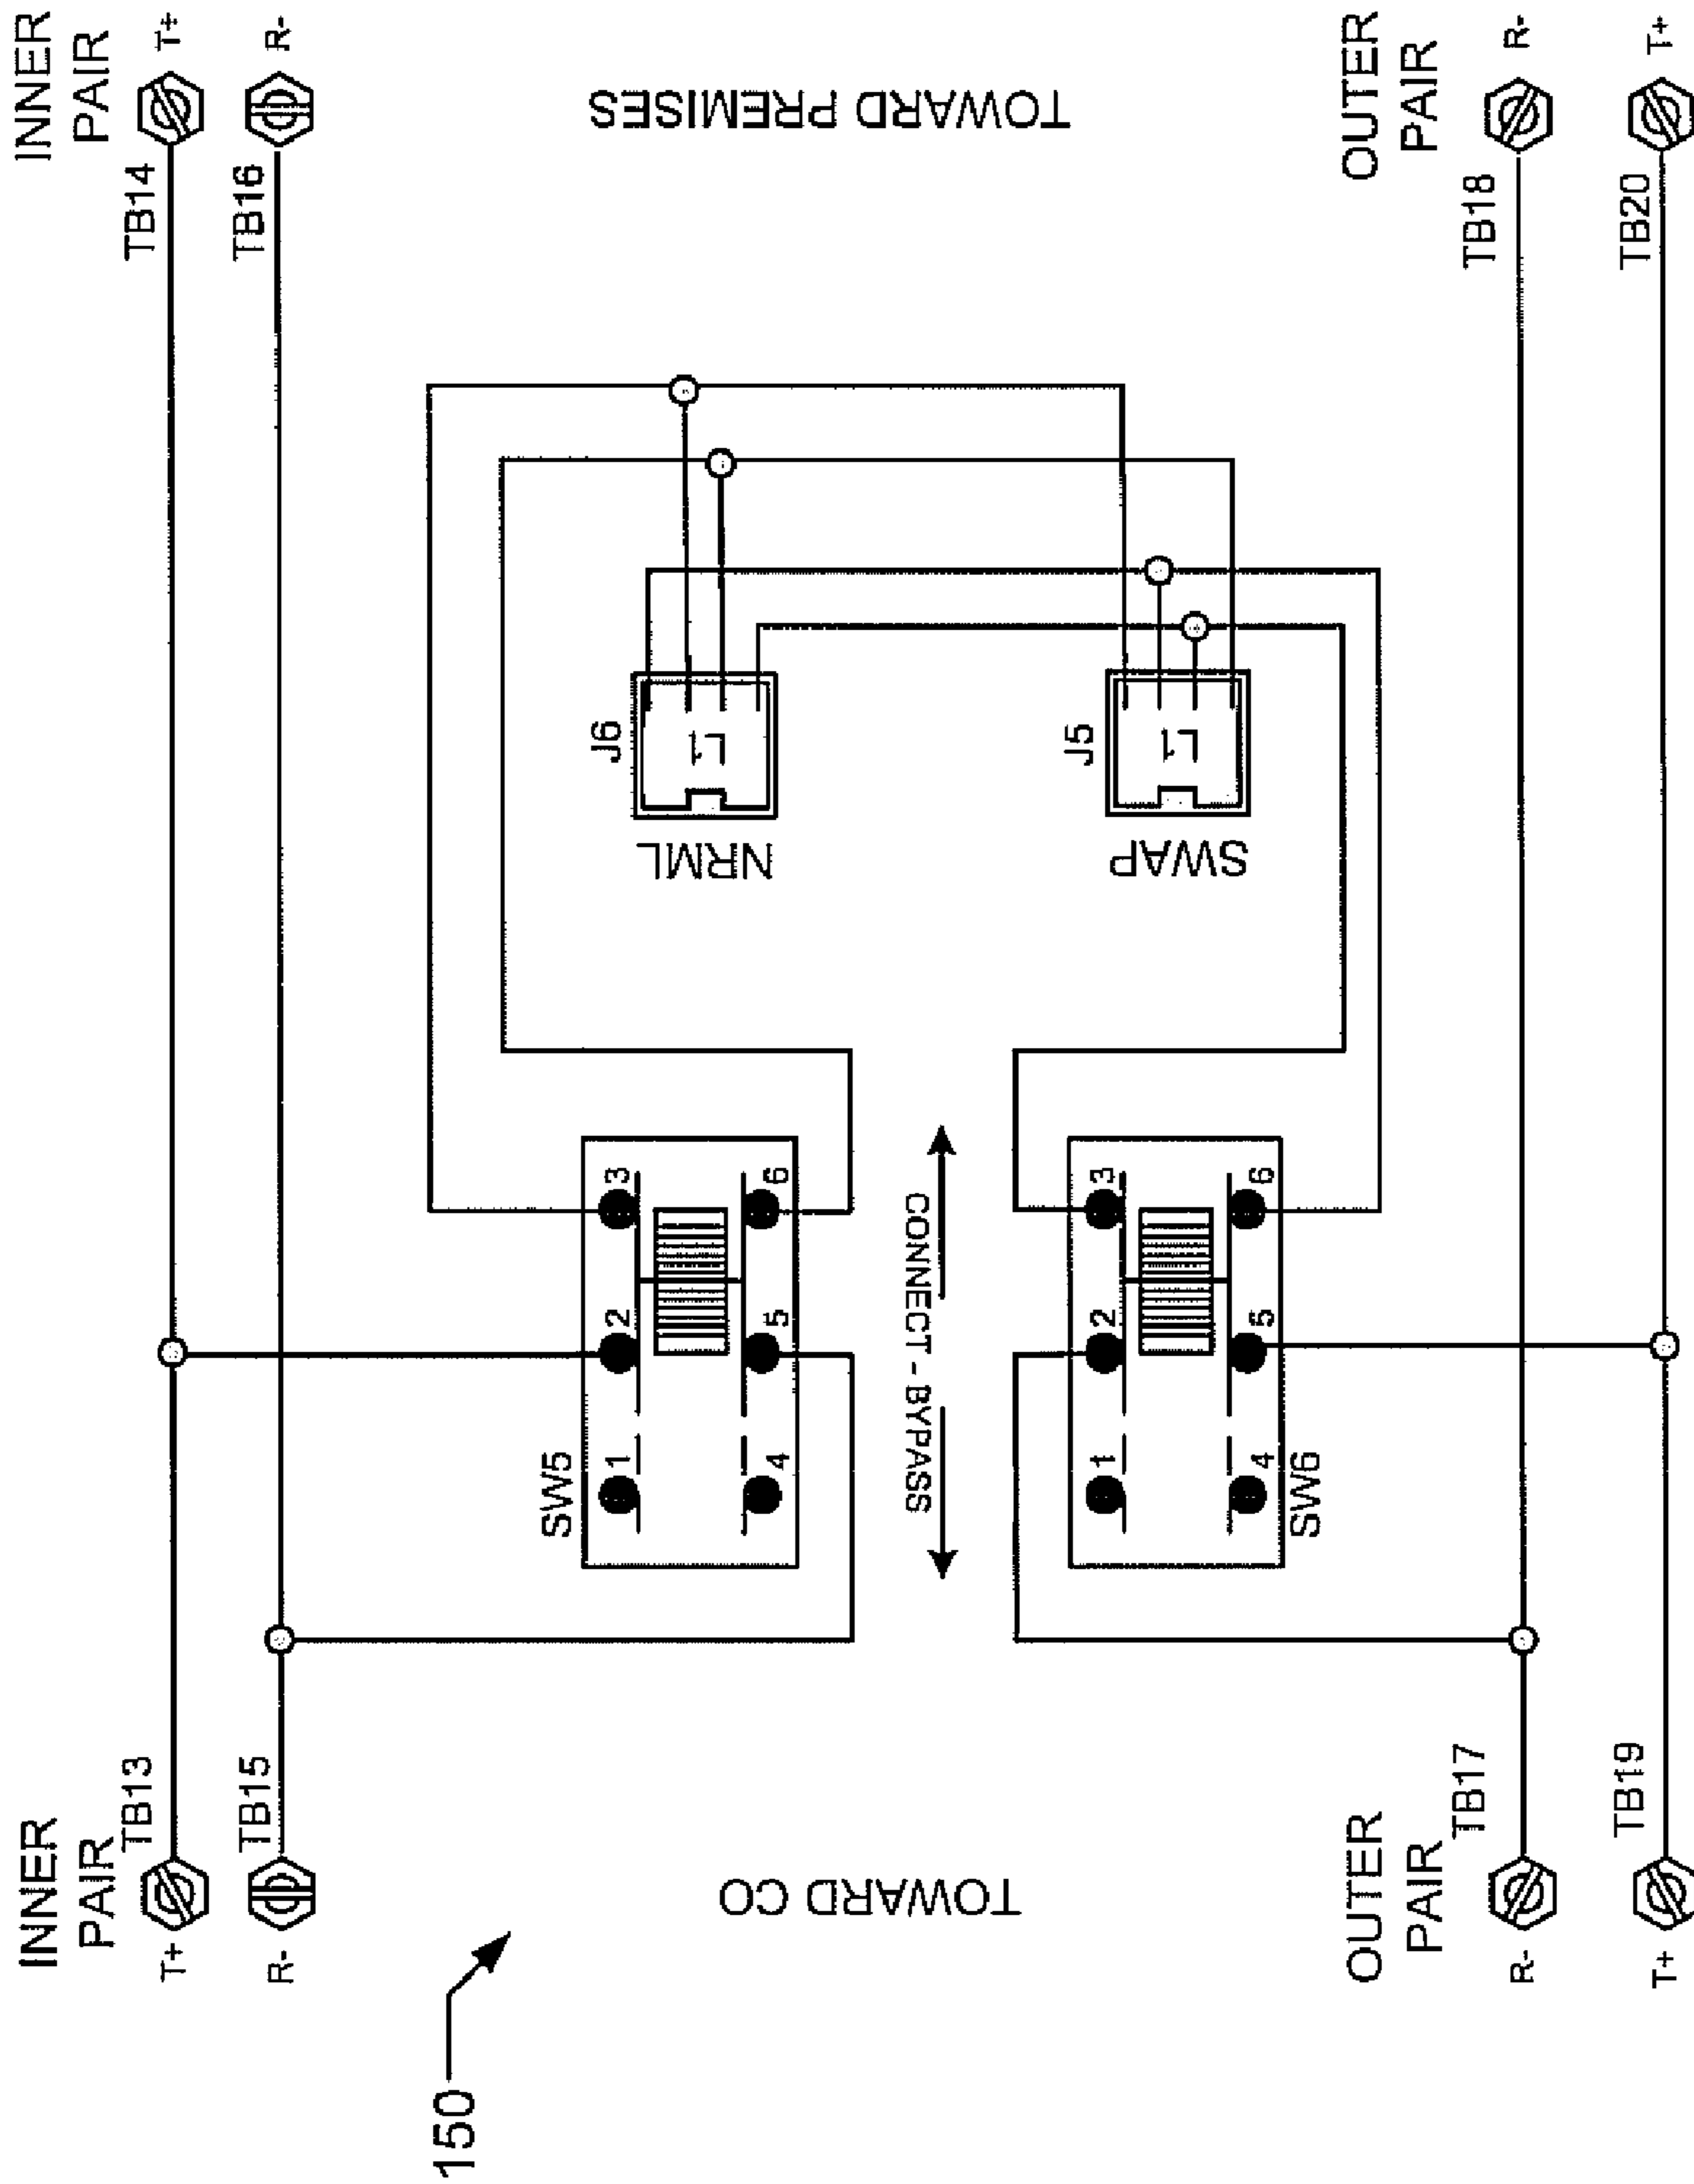 INNER
PAIR
T+
TB14
R-
TB16
TOWARD PREMISES
OUTER
PAIR
R-
TB18
T+
TB20
J6
L1
NRML
J5
L1
SWAP
3
6
2
5
1
4
SW5
CONNECT - BYPASS
3
6
2
5
1
4
SW6
INNER
PAIR
TB13
T+
TB15
R-
TOWARD CO
OUTER
PAIR
TB17
R-
TB19
T+
150